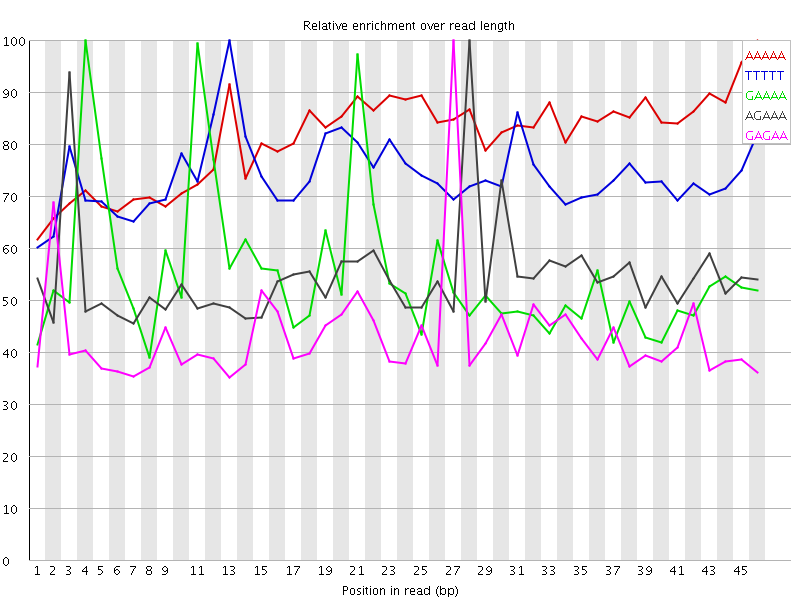 Relative enrichment over read length
100
90
80
70
60
50
40
30
20
10
0
AAAAA
TTTTT
GAAAA
AGAAA
GAGAA
1 2 3 4 5 6 7 8 9 11 13 15 17 19 21 23 25 27 29 31 33 35 37 39 41 43 45
Position in read (bp)